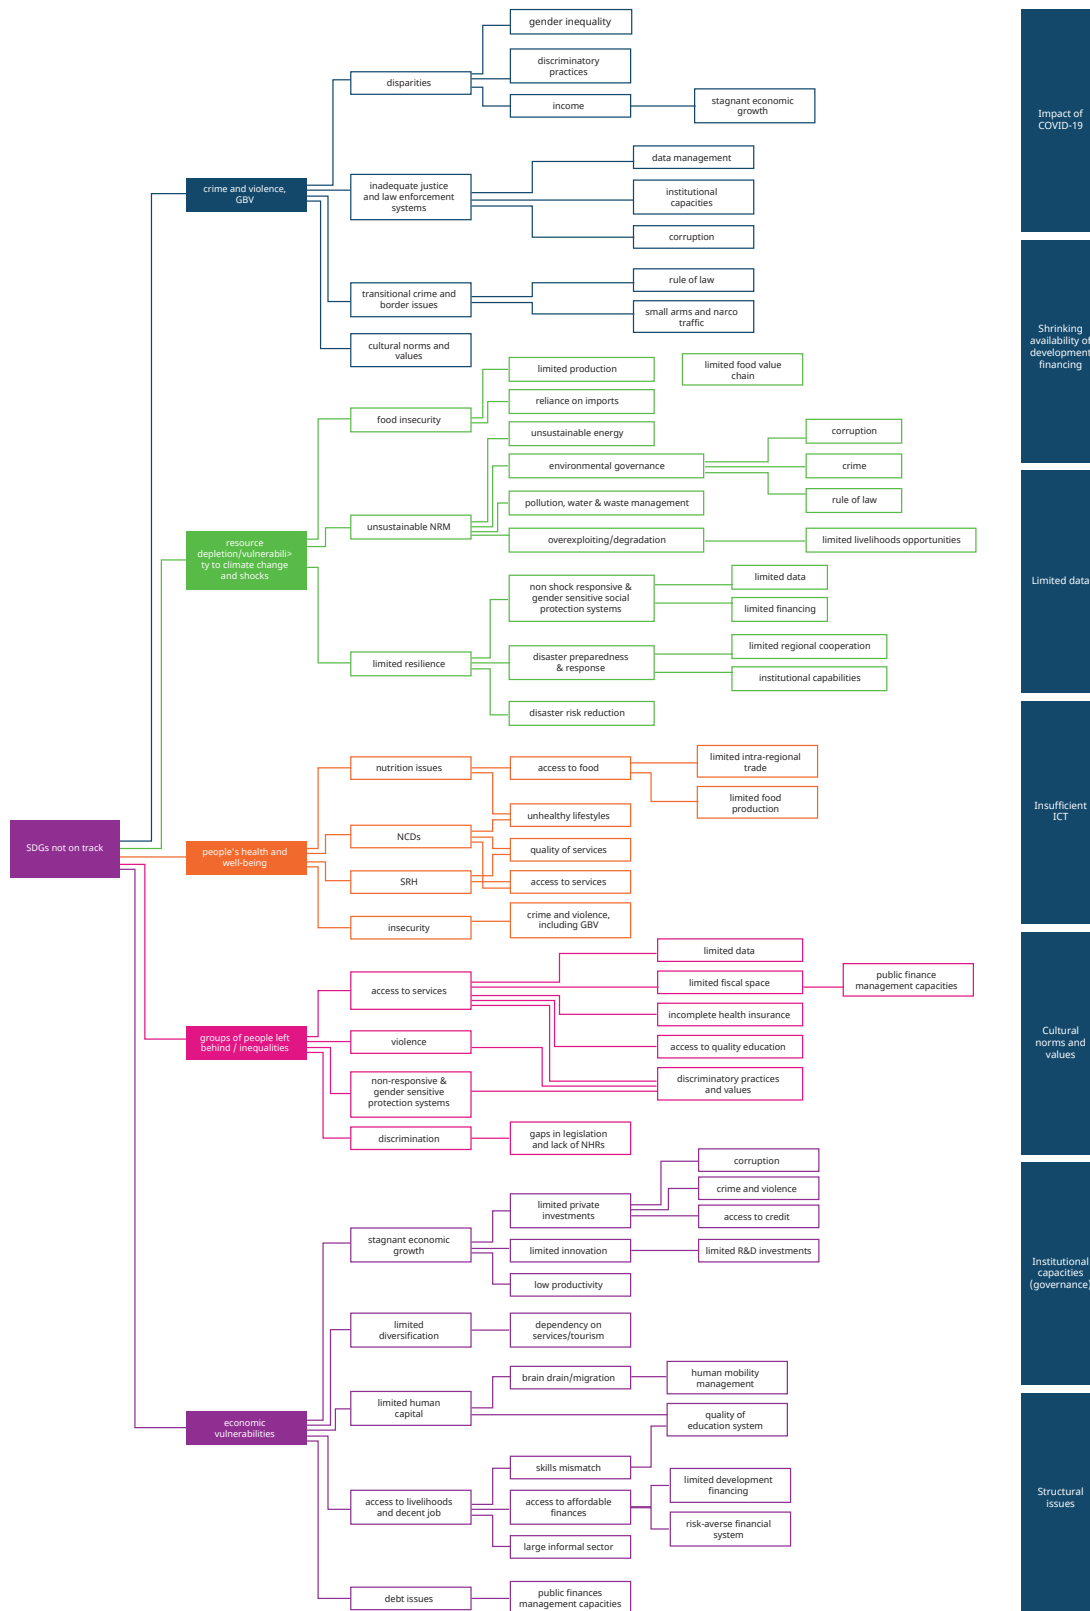 gender inequality
discriminatory
practices
disparities
income
stagnant economic
growth
data management
crime and violence,
GBV
inadequate justice
and law enforcement
systems
institutional
capacities
corruption
transitional crime and
border issues
rule of law
small arms and narco
traffic
cultural norms and
values
limited production
limited food value
chain
food insecurity
reliance on imports
unsustainable energy
environmental governance
corruption
crime
rule of law
unsustainable NRM
pollution, water & waste management
overexploiting/degradation
limited livelihoods opportunities
resource
depletion/vulnerabili>
ty to climate change
and shocks
non shock responsive &
gender sensitive social
protection systems
limited data
limited financing
limited resilience
disaster preparedness
& response
limited regional cooperation
institutional capabilities
disaster risk reduction
SDGs not on track
people's health and
well-being
nutrition issues
access to food
limited intra-regional
trade
limited food
production
NCDs
unhealthy lifestyles
quality of services
SRH
access to services
insecurity
crime and violence,
including GBV
groups of people left
behind / inequalities
access to services
limited data
limited fiscal space
public finance
management capacities
incomplete health insurance
access to quality education
violence
discriminatory practices
and values
non-responsive &
gender sensitive
protection systems
discrimination
gaps in legislation
and lack of NHRs
economic
vulnerabilities
stagnant economic
growth
limited private
investments
corruption
crime and violence
access to credit
limited innovation
limited R&D investments
low productivity
limited
diversification
dependency on
services/tourism
limited human
capital
brain drain/migration
human mobility
management
quality of
education system
access to livelihoods
and decent job
skills mismatch
access to affordable
finances
limited development
financing
risk-averse financial
system
large informal sector
debt issues
public finances
management capacities
Impact of
COVID-19
Shrinking
availability of
development
financing
Limited data
Insufficient
ICT
Cultural
norms and
values
Institutional
capacities
(governance)
Structural
issues